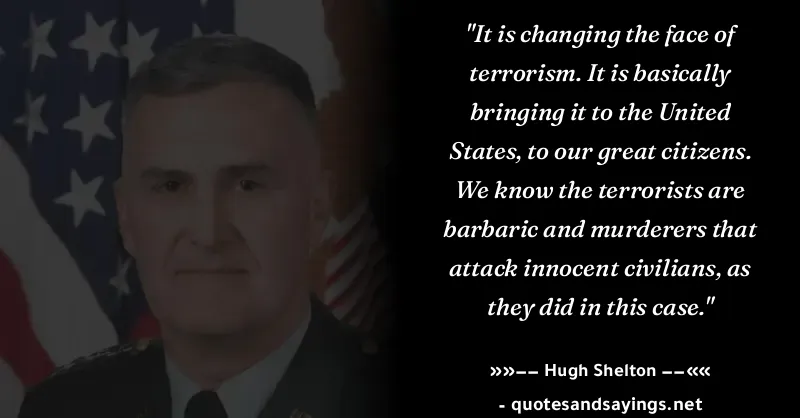 "It is changing the face of
terrorism. It is basically
bringing it to the United
States, to our great citizens.
We know the terrorists are
barbaric and murderers that
attack innocent civilians, as
they did in this case."
»»–– Hugh Shelton ––««
- quotesandsayings.net